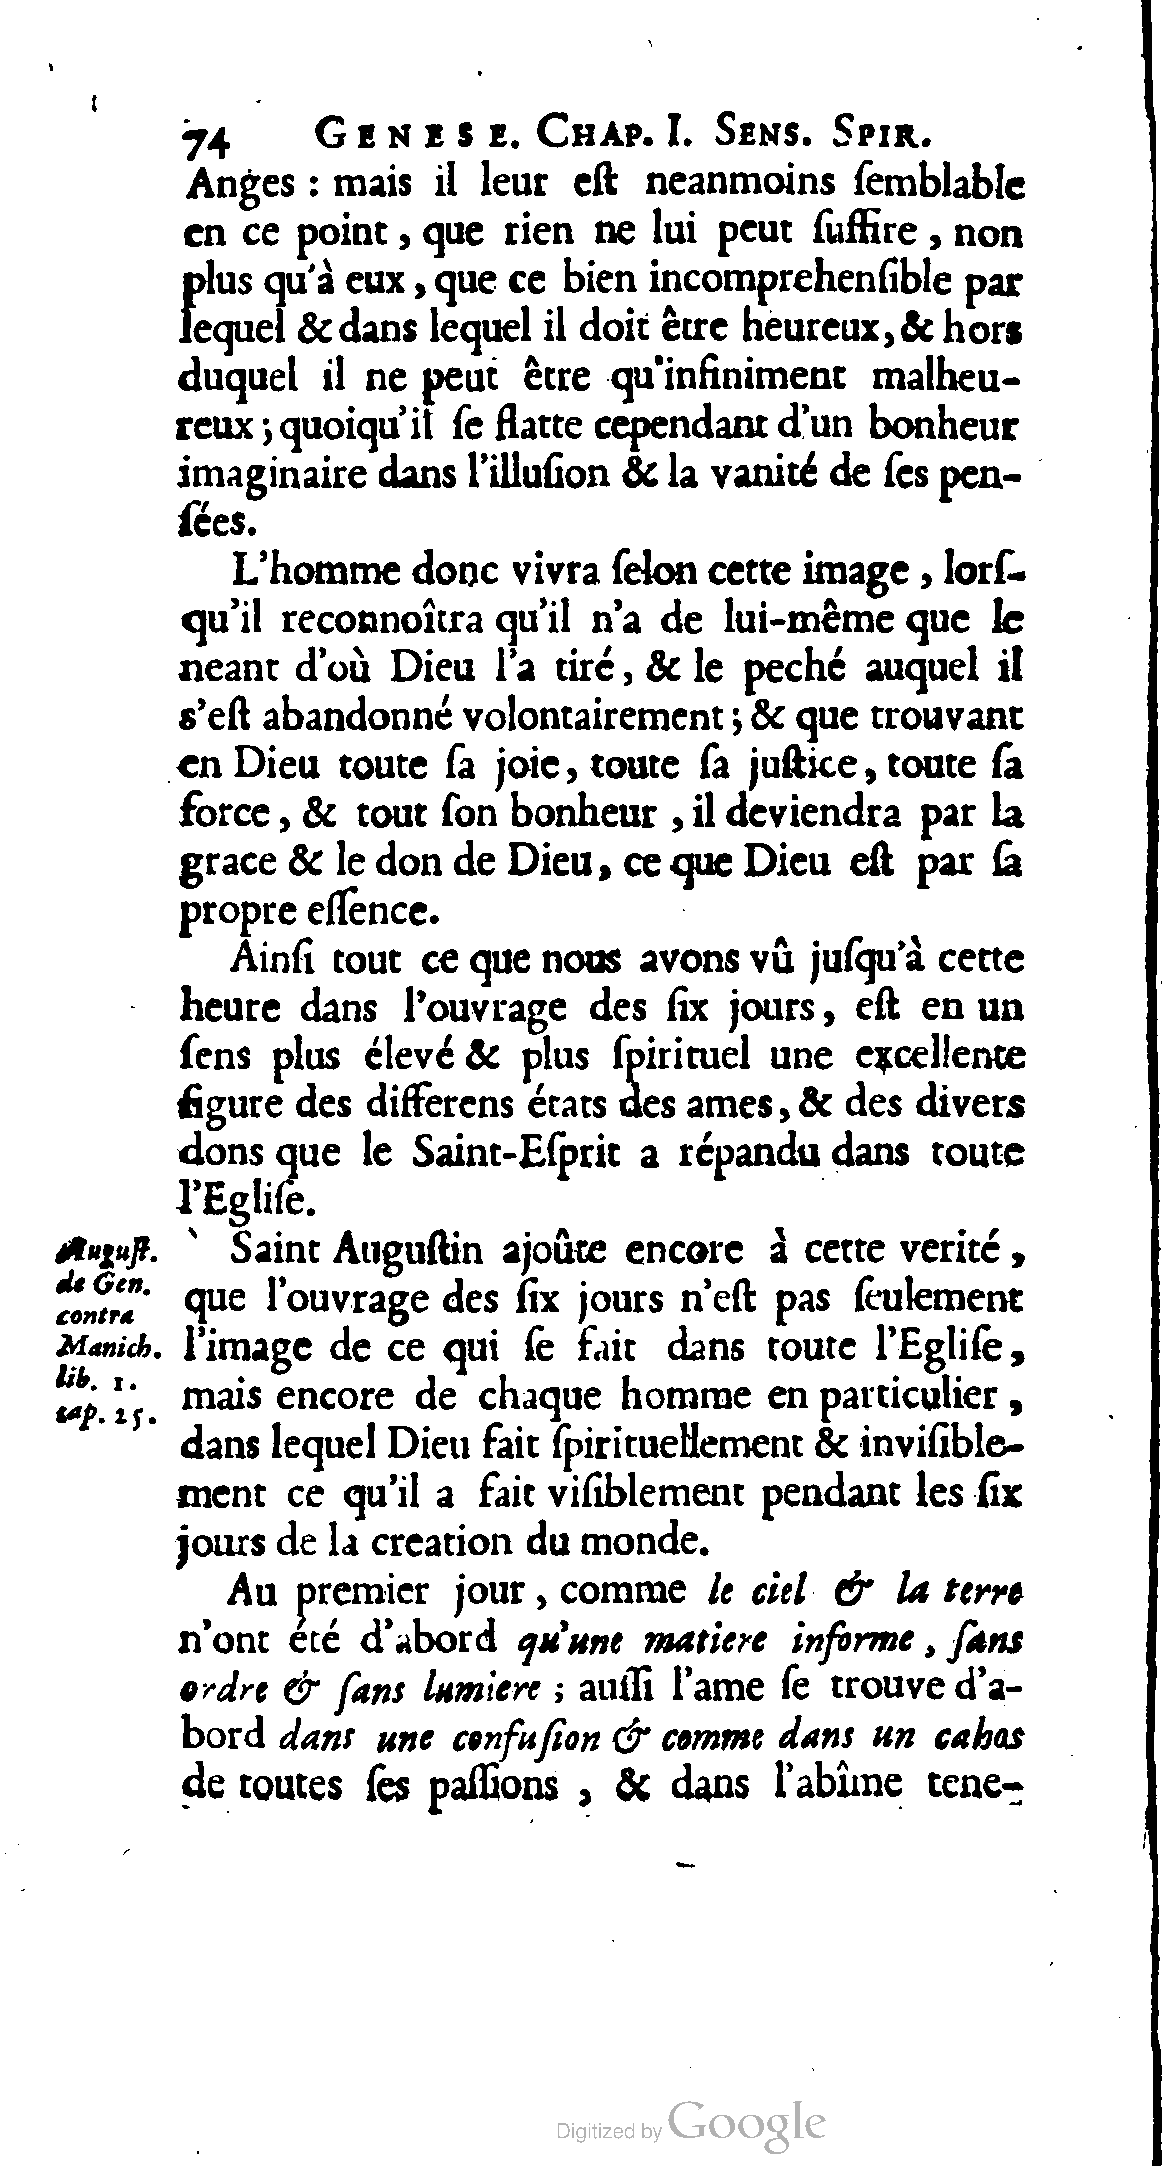 74 GENESE. CHAP. I. SENS. SPIR.
Anges : mais il leur eſt neanmoins ſemblable
en ce point , que rien ne lui peut ſuffire , non
plus qu'à eux , que ce bien incomprehenſible par
lequel & dans lequel il doit être heureux, & hors
duquel il ne peut être qu'infiniment malheu-
reux ; quoiqu'il ſe flatte cependant d'un bonheur
imaginaire dans l'illuſion & la vanité de ſes pen-
ſées.
L'homme donc vivra ſelon cette image , lorſ-
qu'il reconnoîtra qu'il n'a de lui-même que le
neant d'où Dieu l'a tiré, & le peché auquel il
s'eſt abandonné volontairement ; & que trouvant
en Dieu toute ſa joie, toute ſa juſtice, toute ſa
force, & tout ſon bonheur , il deviendra par la
grace & le don de Dieu, ce que Dieu eſt par ſa
propre eſſence.
Ainſi tout ce que nous avons vû juſqu'à cette
heure dans l'ouvrage des ſix jours, eſt en un
ſens plus élevé & plus ſpirituel une excellente
figure des differens états des ames, & des divers
dons que le Saint-Eſprit a répandu dans toute
l'Egliſe.
Auguſt.
de Gen.
contra
Manich.
lib. 1.
cap. 25.
Saint Auguſtin ajoûte encore à cette verité ,
que l'ouvrage des ſix jours n'eſt pas ſeulement
l'image de ce qui ſe fait dans toute l'Egliſe,
mais encore de chaque homme en particulier ,
dans lequel Dieu fait ſpirituellement & inviſible-
ment ce qu'il a fait viſiblement pendant les ſix
jours de la creation du monde.
Au premier jour , comme le ciel & la terre
n'ont été d'abord qu'une matiere informe , ſans
ordre & ſans lumiere ; auſſi l'ame ſe trouve d'a-
bord dans une confuſion & comme dans un cahos
de toutes ſes paſſions , & dans l'abîme tene-
Digitized by Google